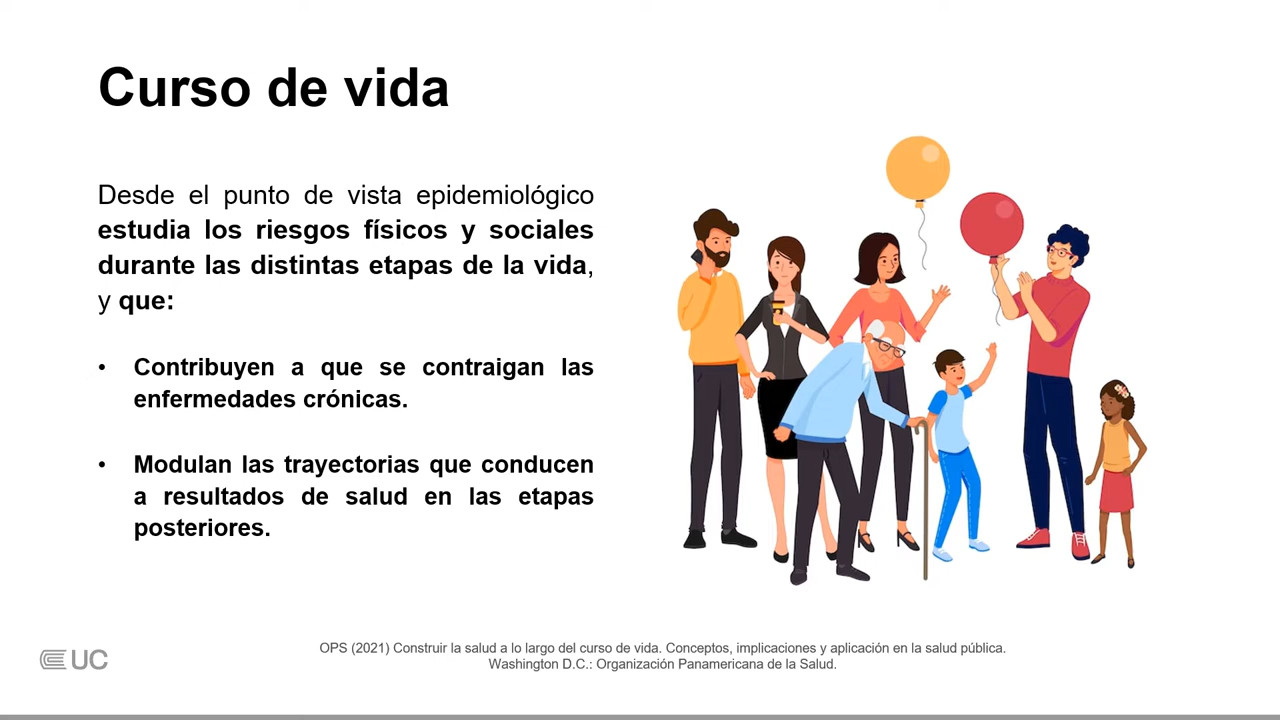 Curso de vida
Desde el punto de vista epidemiológico
estudia los riesgos físicos y sociales
durante las distintas etapas de la vida,
y que:
• Contribuyen a que se contraigan las
enfermedades crónicas.
• Modulan las trayectorias que conducen
a resultados de salud en las etapas
posteriores.
OPS (2021) Construir la salud a lo largo del curso de vida. Conceptos, implicaciones y aplicación en la salud pública.
Washington D.C.: Organización Panamericana de la Salud.
UC